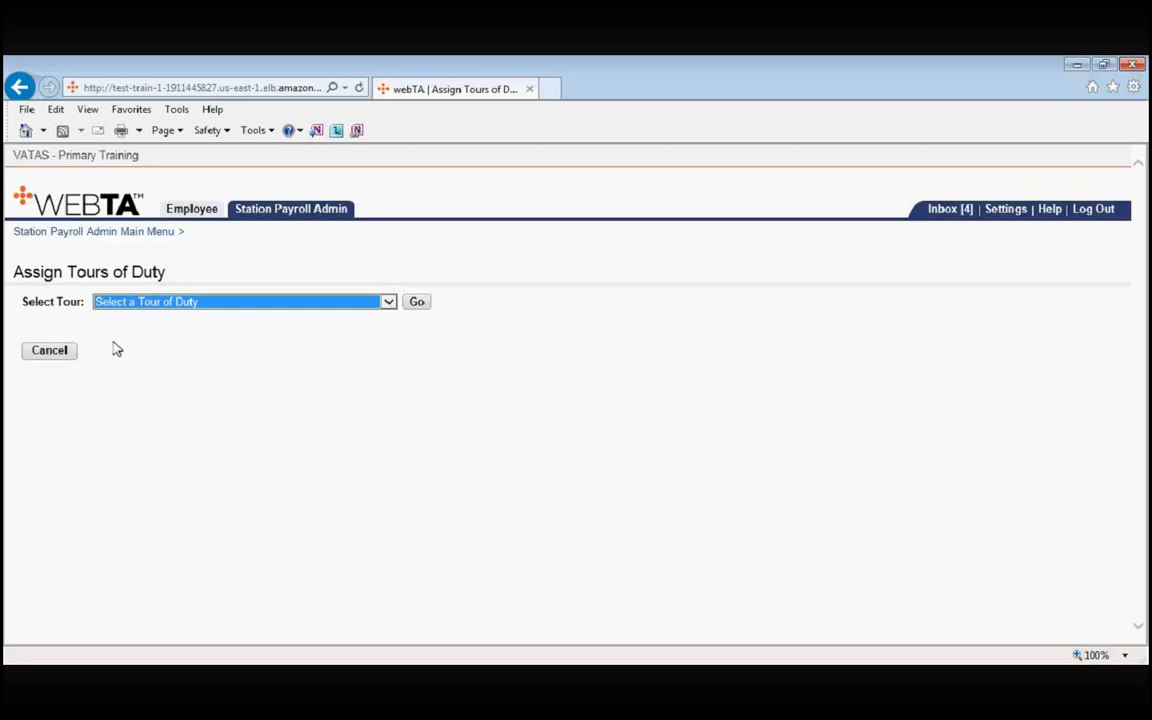 http://test-train-1-1911445827.us-east-1.elb.amazon...
webTA | Assign Tours of D...
File Edit View Favorites Tools Help
Page Safety Tools
VATAS - Primary Training
WEBTA™ Employee Station Payroll Admin Inbox [4] | Settings | Help | Log Out
Station Payroll Admin Main Menu >
Assign Tours of Duty
Select Tour: Select a Tour of Duty Go
Cancel
100%